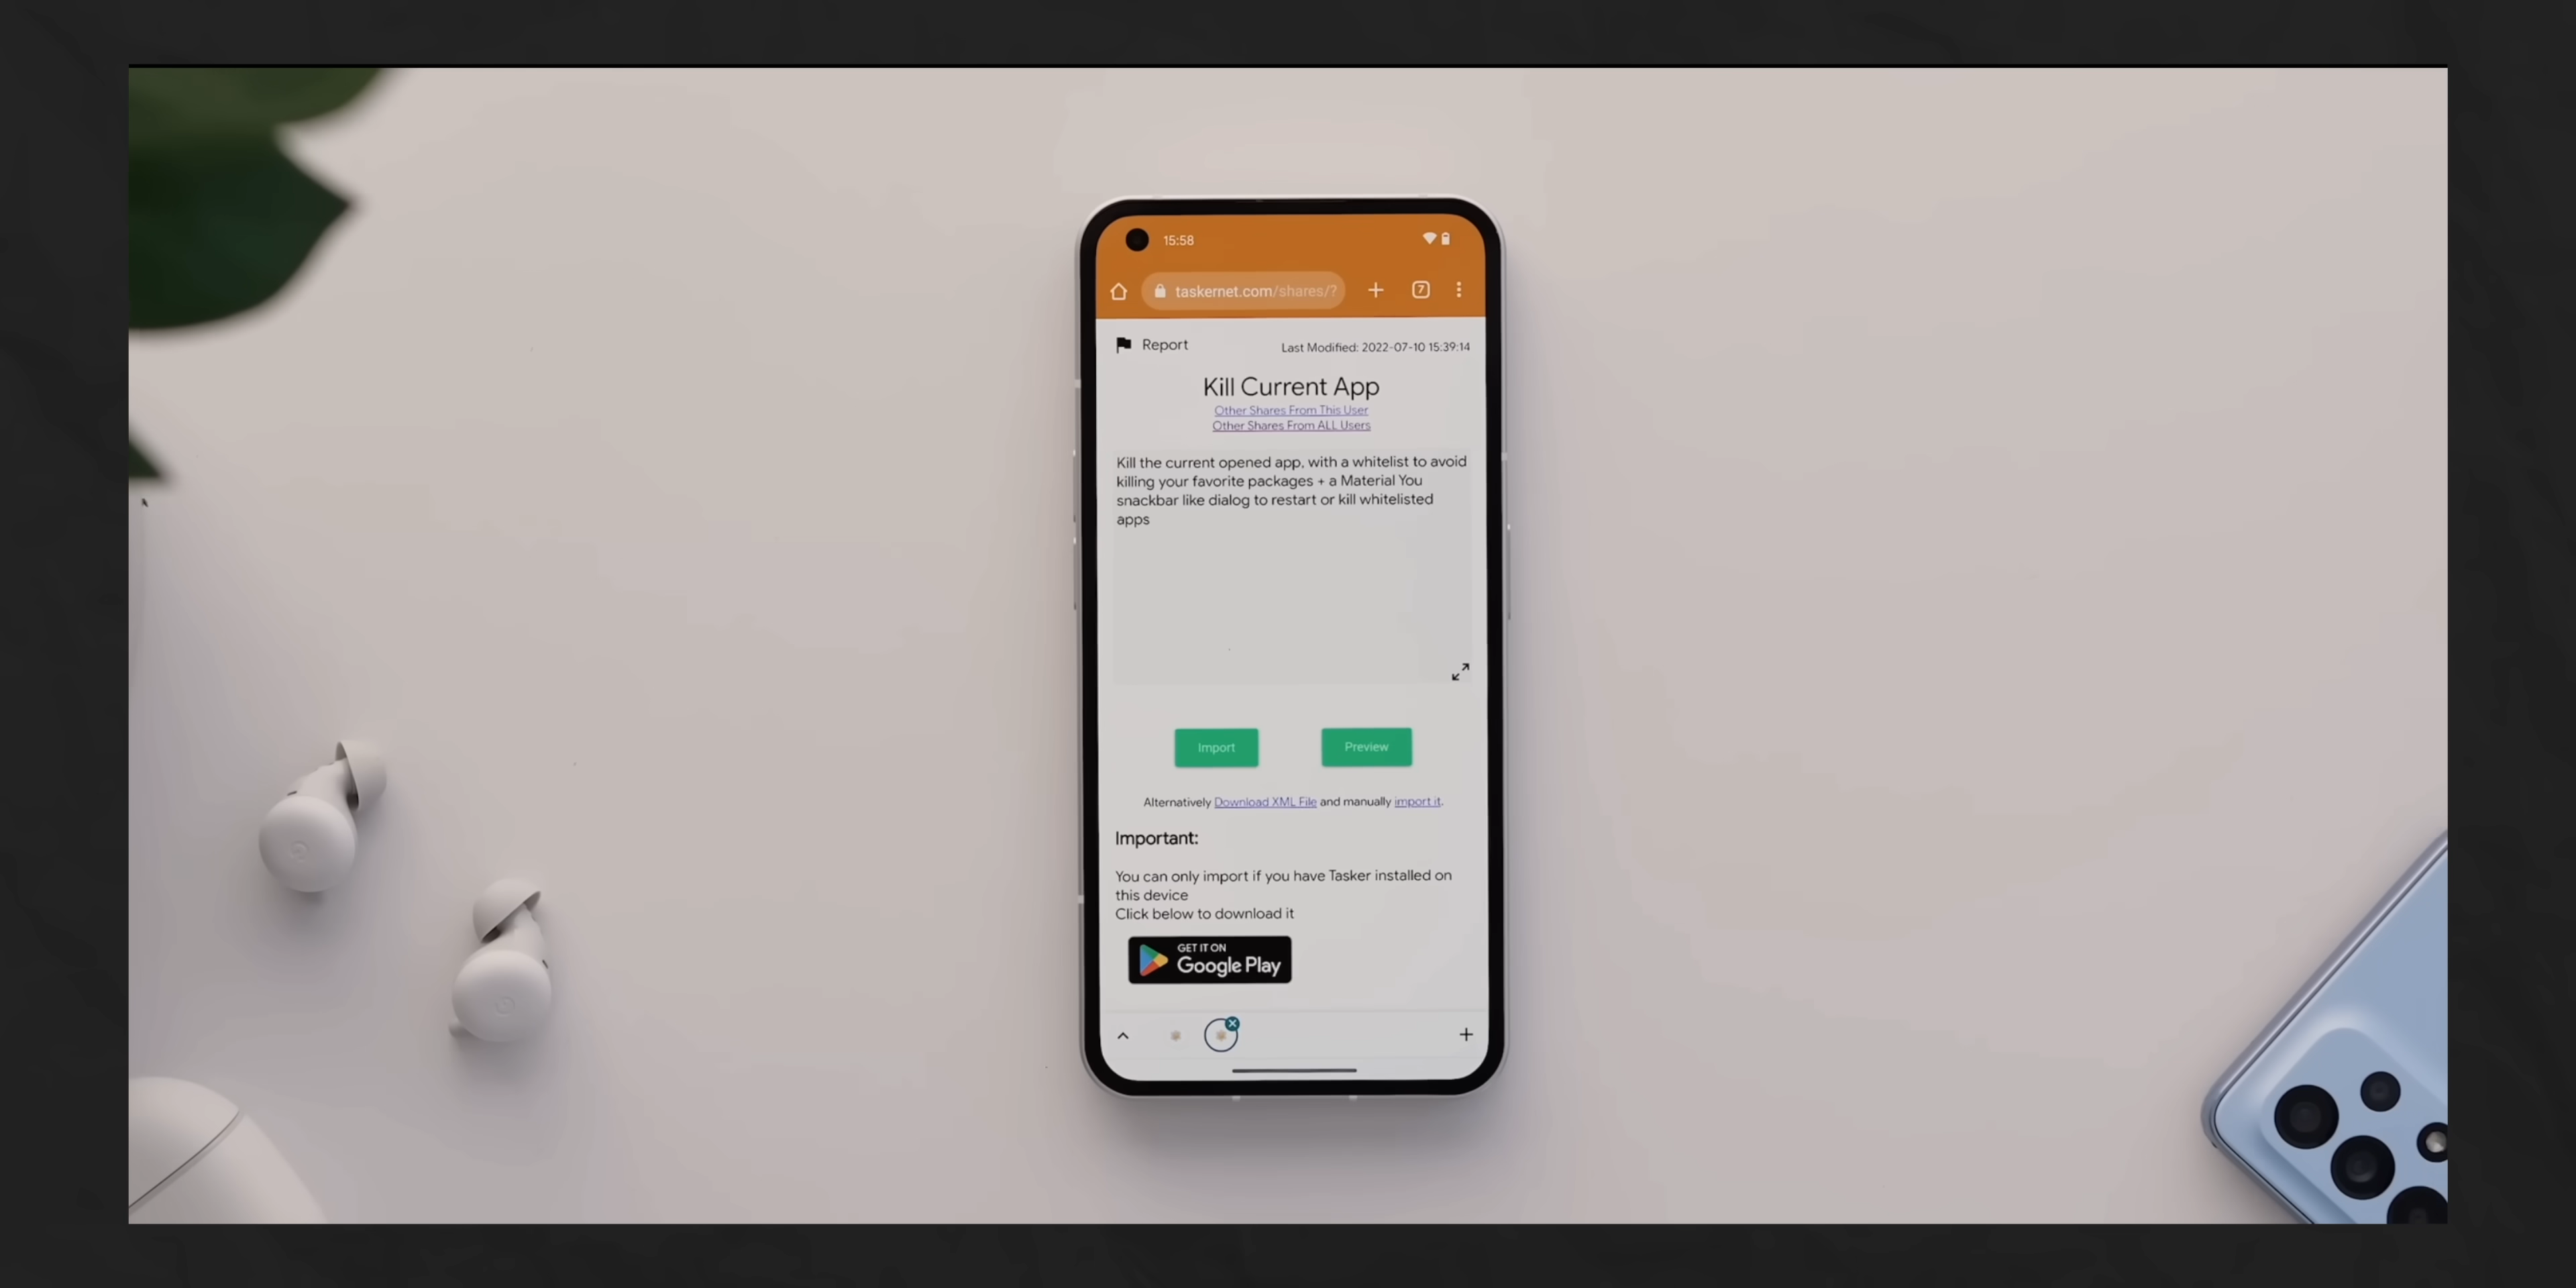 15:58
taskernet.com/shares/?
7
Report
Last Modified: 2022-07-10 15:39:14
Kill Current App
Other Shares From This User
Other Shares From ALL Users
Kill the current opened app, with a whitelist to avoid
killing your favorite packages + a Material You
snackbar like dialog to restart or kill whitelisted
apps
Import
Preview
Alternatively Download XML File and manually import it.
Important:
You can only import if you have Tasker installed on
this device
Click below to download it
GET IT ON
Google Play